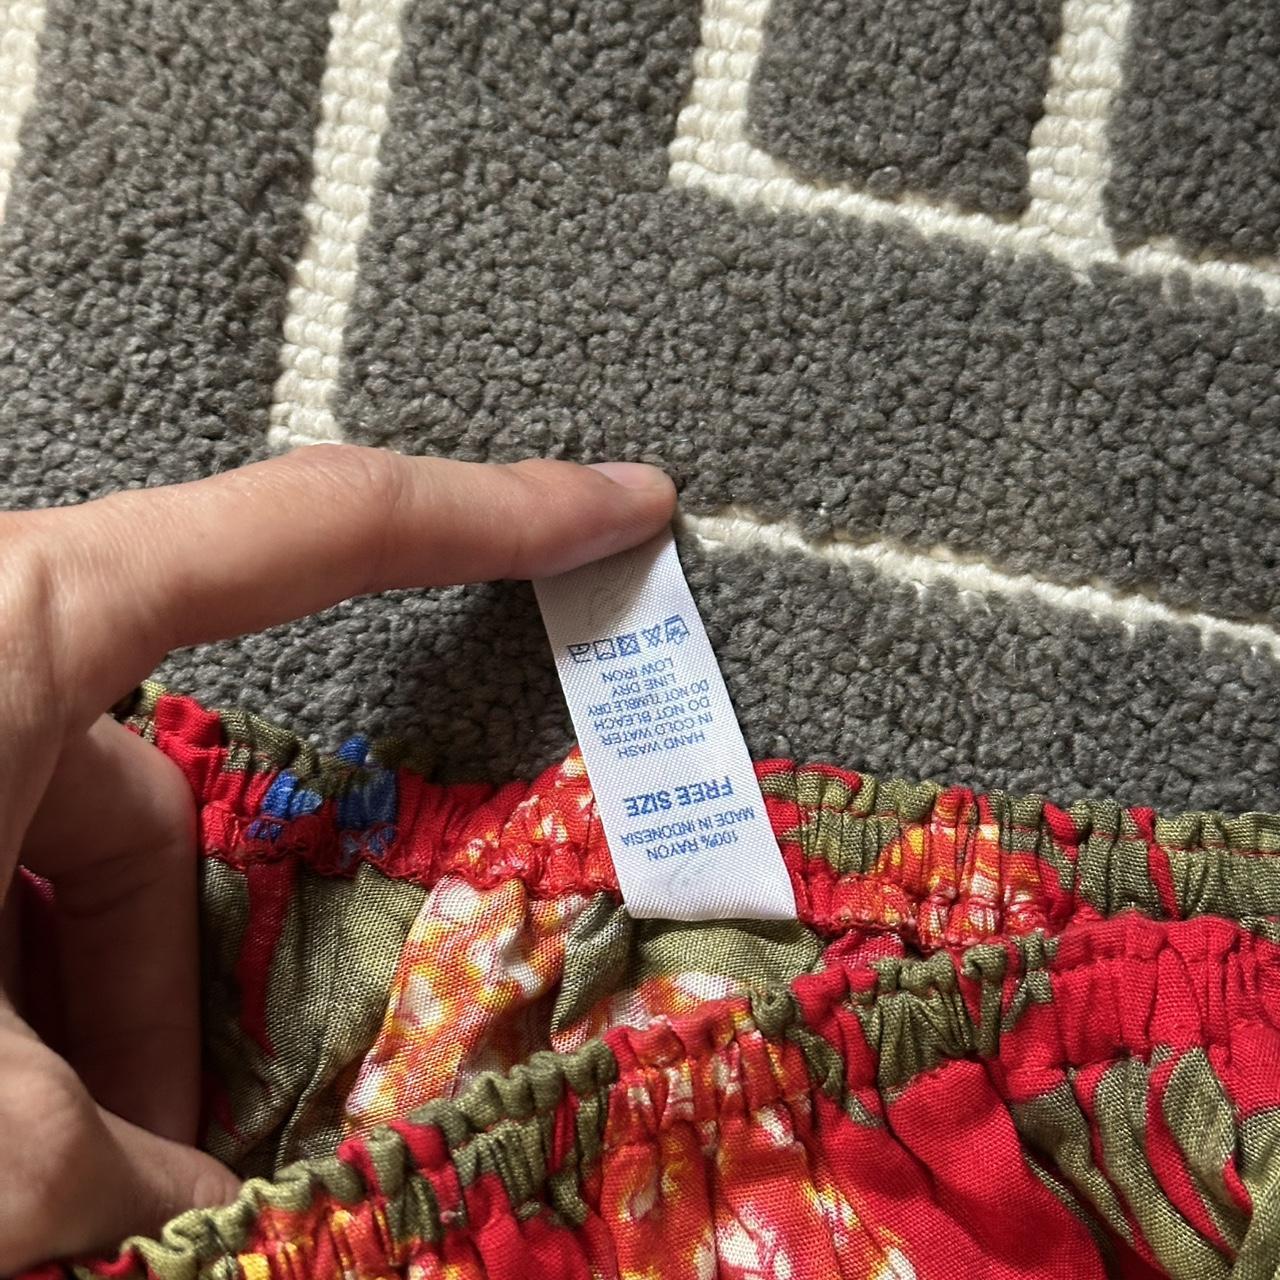 100% RAYON
MADE IN INDONESIA
FREE SIZE
HAND WASH
IN COLD WATER
DO NOT BLEACH
DO NOT TUMBLE DRY
LINE DRY
LOW IRON